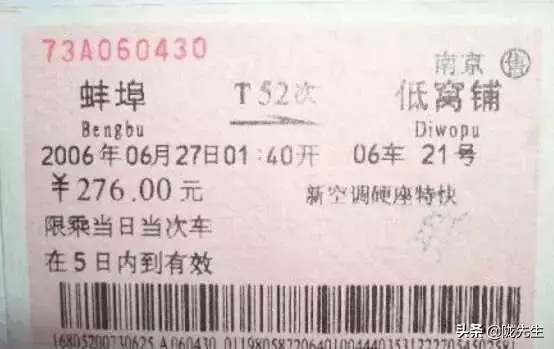 73A060430
南京 售
蚌埠 T52次 低窝铺
Bengbu Diwopu
2006年06月27日01:40开 06车 21号
￥276.00元 新空调硬座特快
限乘当日当次车
在5日内到有效
头条 @陇先生